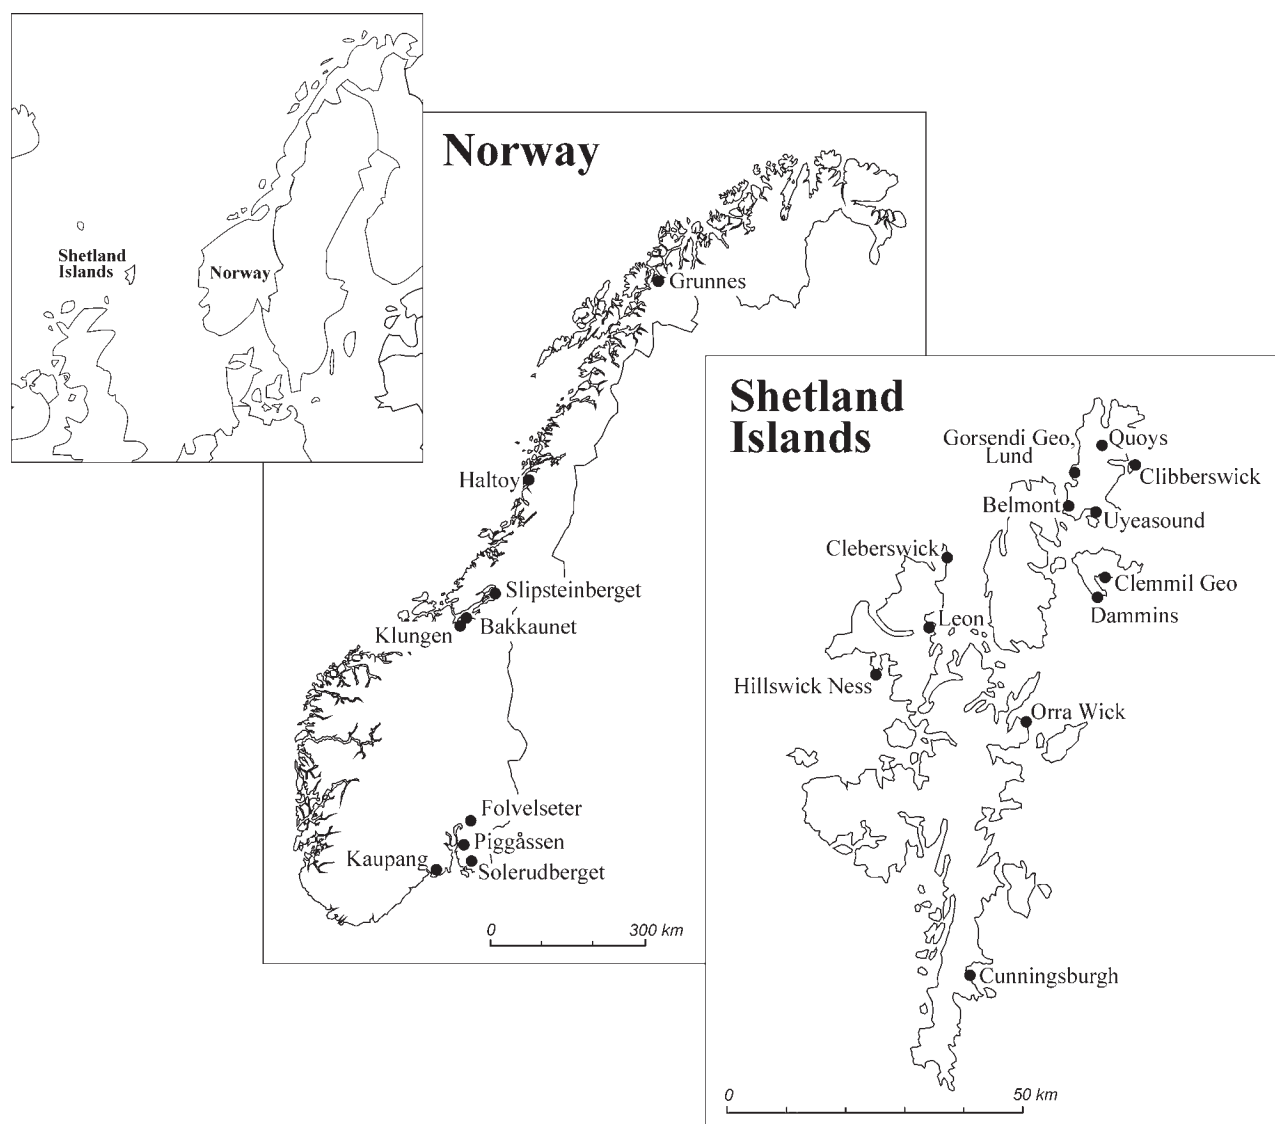 Shetland
Islands
Norway
Norway
Grunnes
Haltoy
Slipsteinberget
Bakkaunet
Klungen
Folvelseter
Piggåssen
Kaupang
Solerudberget
0 300 km
Shetland
Islands
Gorsendi Geo,
Lund
Quoys
Clibberswick
Belmont
Uyeasound
Cleberswick
Clemmil Geo
Dammins
Leon
Hillswick Ness
Orra Wick
Cunningsburgh
0 50 km